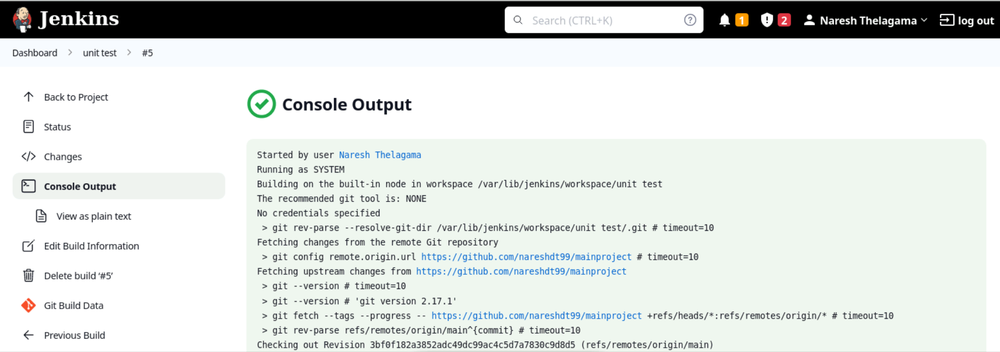 Jenkins
Search (CTRL+K)
1
2
Naresh Thelagama
log out
Dashboard
unit test
#5
Back to Project
Status
Changes
Console Output
View as plain text
Edit Build Information
Delete build ‘#5’
Git Build Data
Previous Build
Console Output
Started by user Naresh Thelagama
Running as SYSTEM
Building on the built-in node in workspace /var/lib/jenkins/workspace/unit test
The recommended git tool is: NONE
No credentials specified
> git rev-parse --resolve-git-dir /var/lib/jenkins/workspace/unit test/.git # timeout=10
Fetching changes from the remote Git repository
> git config remote.origin.url https://github.com/nareshdt99/mainproject # timeout=10
Fetching upstream changes from https://github.com/nareshdt99/mainproject
> git --version # timeout=10
> git --version # 'git version 2.17.1'
> git fetch --tags --progress -- https://github.com/nareshdt99/mainproject +refs/heads/*:refs/remotes/origin/* # timeout=10
> git rev-parse refs/remotes/origin/main^{commit} # timeout=10
Checking out Revision 3bf0f182a3852adc49dc99ac4c5d7a7830c9d8d5 (refs/remotes/origin/main)